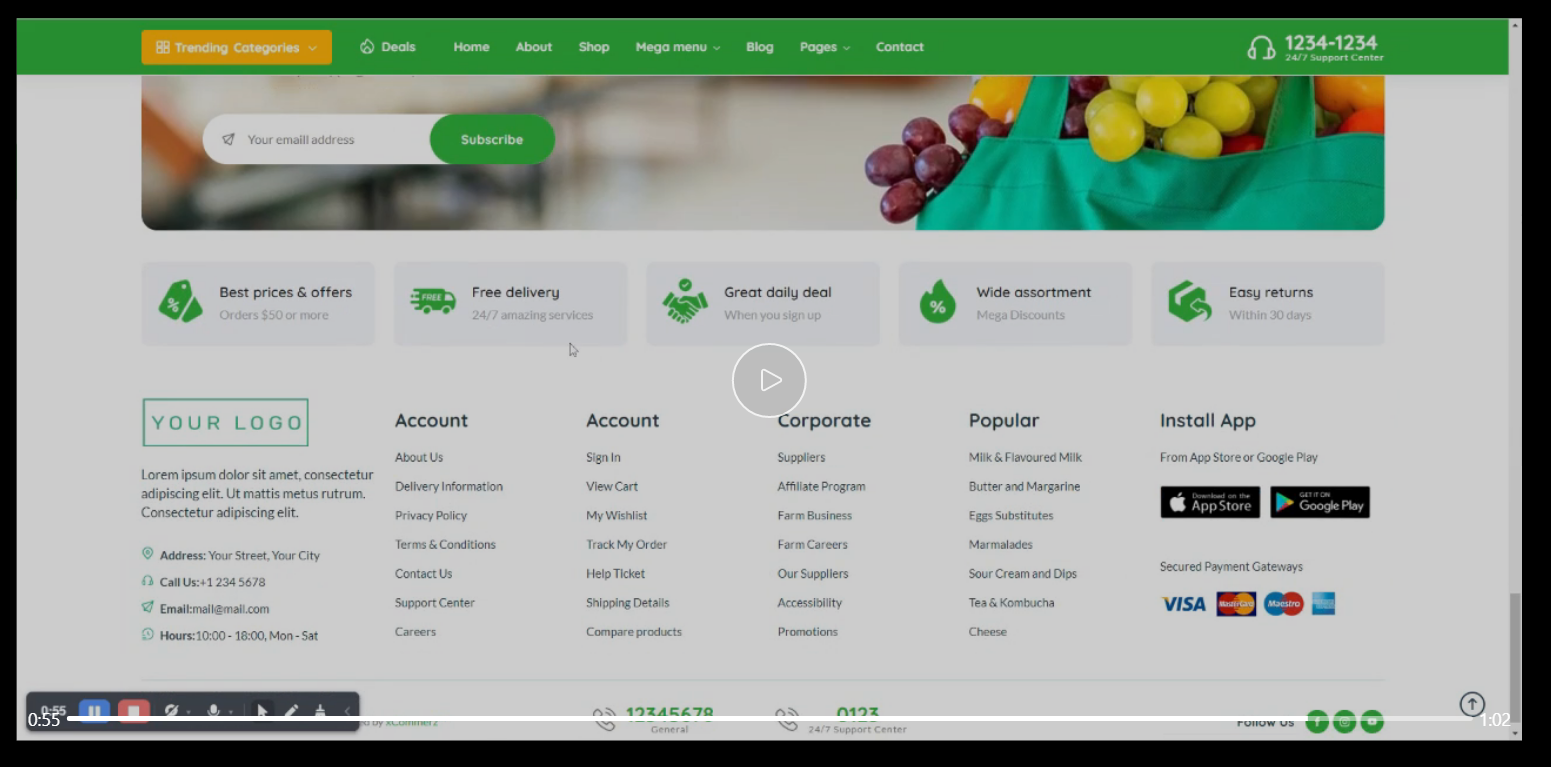 Trending Categories Deals Home About Shop Mega menu Blog Pages Contact 1234-1234
24/7 Support Center
Your emaill address Subscribe
Best prices & offers
Orders $50 or more
FREE
Free delivery
24/7 amazing services
Great daily deal
When you sign up
%
Wide assortment
Mega Discounts
Easy returns
Within 30 days
YOUR LOGO
Lorem ipsum dolor sit amet, consectetur
adipiscing elit. Ut mattis metus rutrum.
Consectetur adipiscing elit.
Address: Your Street, Your City
Call Us:+1 234 5678
Email:mail@mail.com
Hours:10:00 - 18:00, Mon - Sat
Account
About Us
Delivery Information
Privacy Policy
Terms & Conditions
Contact Us
Support Center
Careers
Account
Sign In
View Cart
My Wishlist
Track My Order
Help Ticket
Shipping Details
Compare products
Corporate
Suppliers
Affiliate Program
Farm Business
Farm Careers
Our Suppliers
Accessibility
Promotions
Popular
Milk & Flavoured Milk
Butter and Margarine
Eggs Substitutes
Marmalades
Sour Cream and Dips
Tea & Kombucha
Cheese
Install App
From App Store or Google Play
Download on the
App Store
GET IT ON
Google Play
Secured Payment Gateways
VISA MasterCard Maestro
0:55
0:55
by xCommerz
12345678
General
0123
24/7 Support Center
Follow Us
1:02